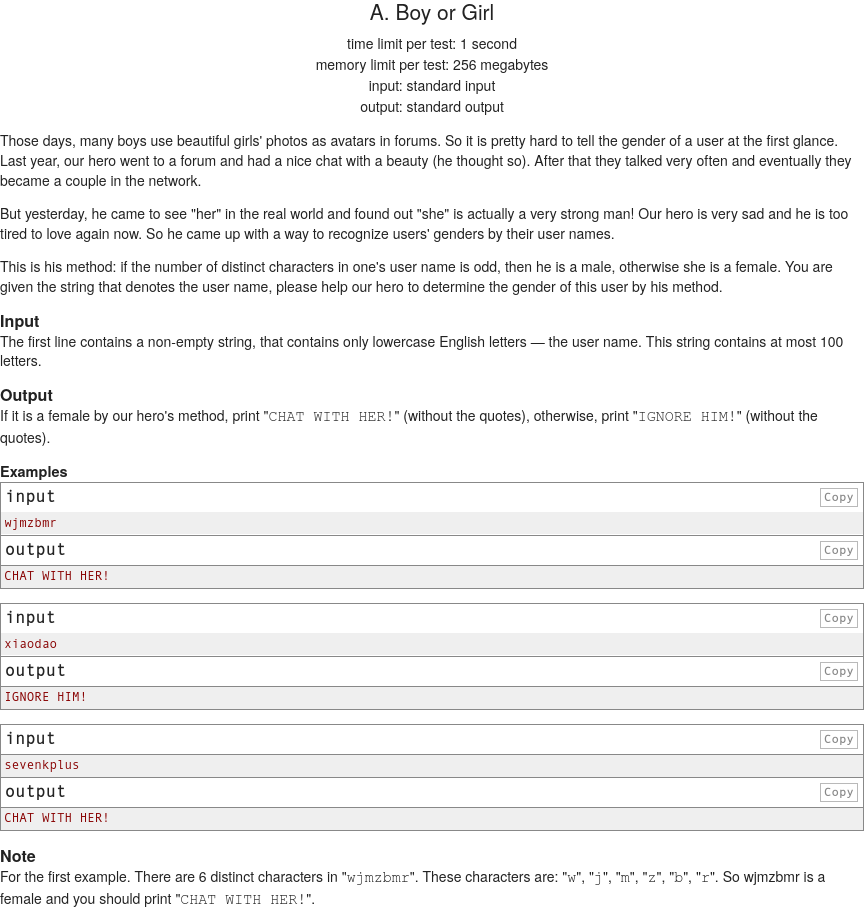 A. Boy or Girl
time limit per test: 1 second
memory limit per test: 256 megabytes
input: standard input
output: standard output
Those days, many boys use beautiful girls' photos as avatars in forums. So it is pretty hard to tell the gender of a user at the first glance.
Last year, our hero went to a forum and had a nice chat with a beauty (he thought so). After that they talked very often and eventually they
became a couple in the network.
But yesterday, he came to see "her" in the real world and found out "she" is actually a very strong man! Our hero is very sad and he is too
tired to love again now. So he came up with a way to recognize users' genders by their user names.
This is his method: if the number of distinct characters in one's user name is odd, then he is a male, otherwise she is a female. You are
given the string that denotes the user name, please help our hero to determine the gender of this user by his method.
Input
The first line contains a non-empty string, that contains only lowercase English letters — the user name. This string contains at most 100
letters.
Output
If it is a female by our hero's method, print "CHAT WITH HER!" (without the quotes), otherwise, print "IGNORE HIM!" (without the
quotes).
Examples
input Copy
wjmzbmr
output Copy
CHAT WITH HER!
input Copy
xiaodao
output Copy
IGNORE HIM!
input Copy
sevenkplus
output Copy
CHAT WITH HER!
Note
For the first example. There are 6 distinct characters in "wjmzbmr". These characters are: "w", "j", "m", "z", "b", "r". So wjmzbmr is a
female and you should print "CHAT WITH HER!".